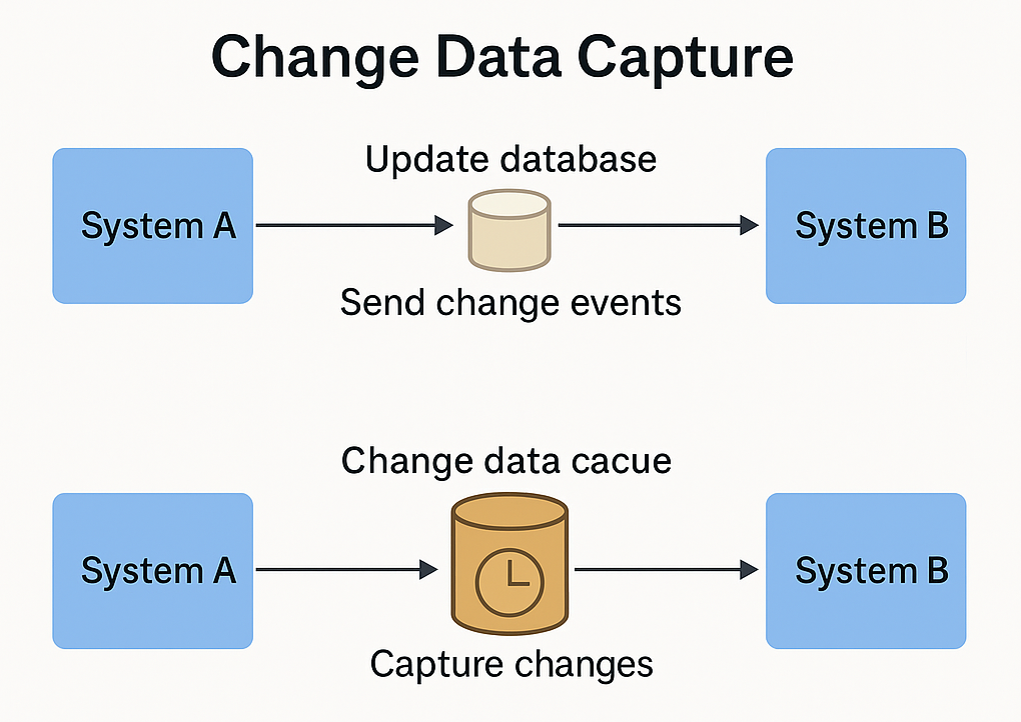 Change Data Capture
Update database
System A
System B
Send change events
Change data cacue
System A
System B
Capture changes